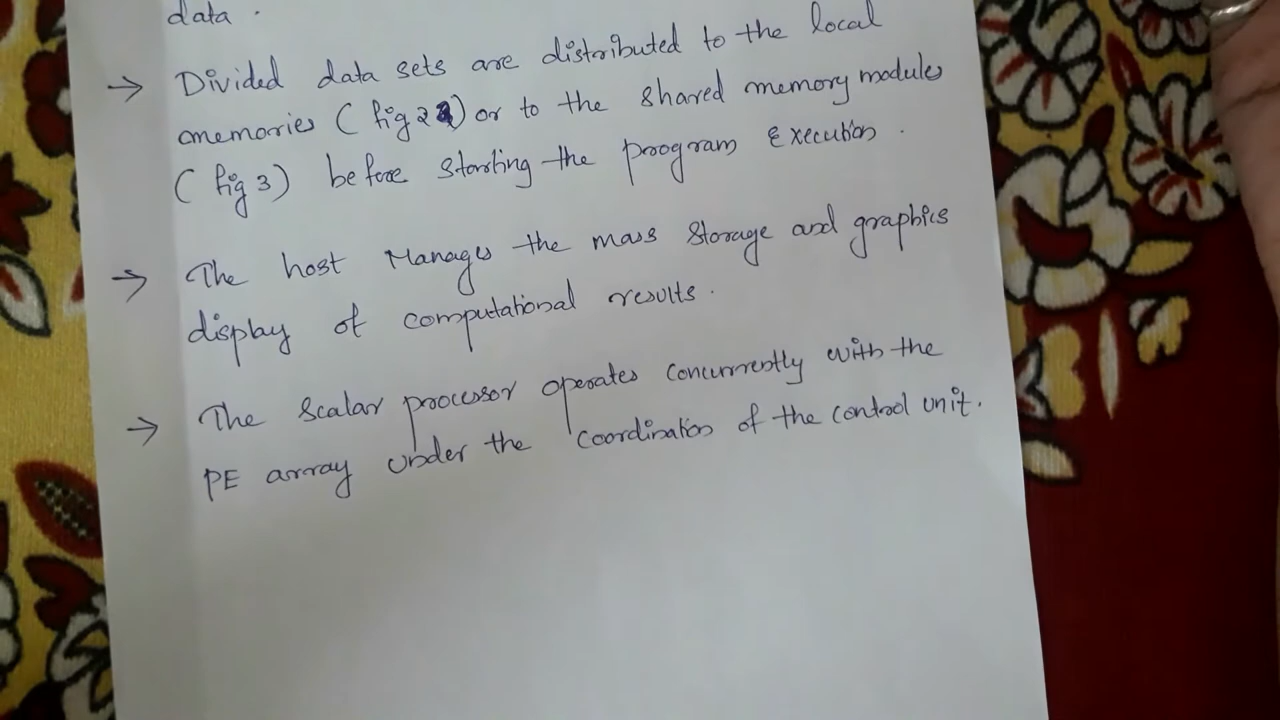 data .
→ Divided data sets are distributed to the local
memories ( fig 2 ) or to the shared memory modules
( fig 3 ) before starting the program Execution .
→ The host Manages the mass storage and graphics
display of computational results .
→ The Scalar processor operates concurrently with the
PE array under the coordination of the control unit .